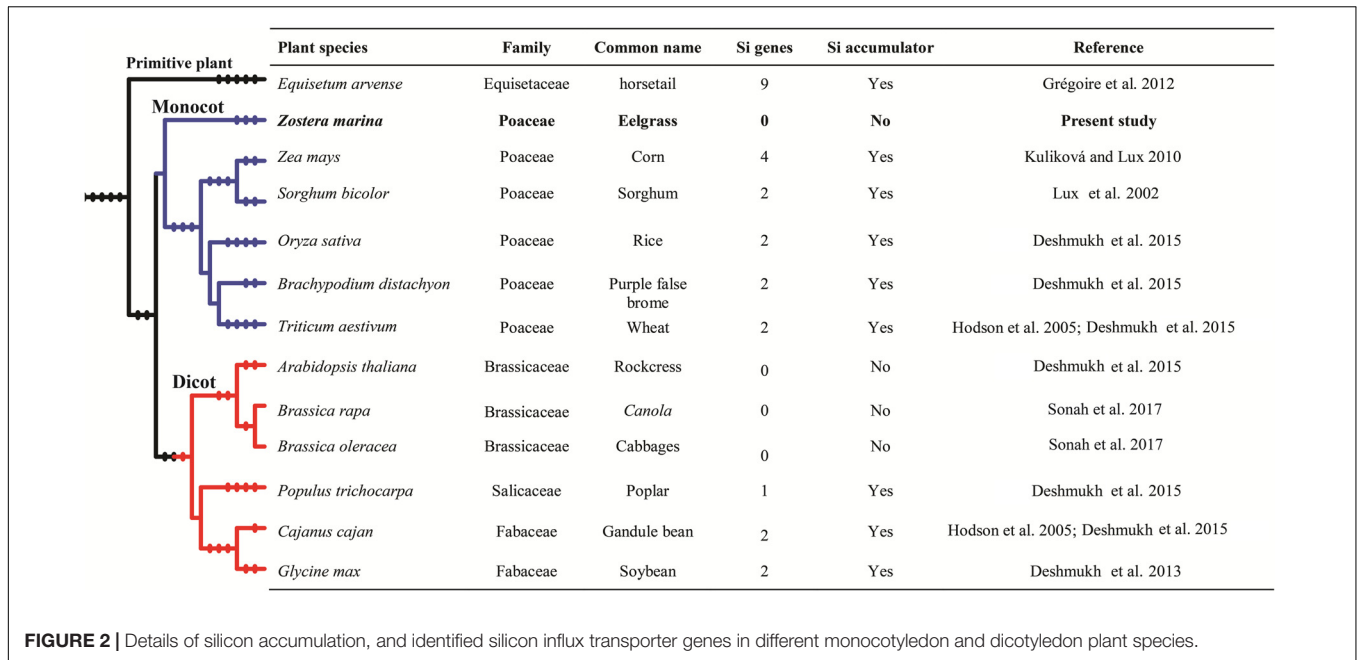 Plant species Family Common name Si genes Si accumulator Reference
Primitive plant
Equisetum arvense Equisetaceae horsetail 9 Yes Grégoire et al. 2012
Monocot
Zostera marina Poaceae Eelgrass 0 No Present study
Zea mays Poaceae Corn 4 Yes Kuliková and Lux 2010
Sorghum bicolor Poaceae Sorghum 2 Yes Lux et al. 2002
Oryza sativa Poaceae Rice 2 Yes Deshmukh et al. 2015
Brachypodium distachyon Poaceae Purple false 2 Yes Deshmukh et al. 2015
brome
Triticum aestivum Poaceae Wheat 2 Yes Hodson et al. 2005; Deshmukh et al. 2015
Arabidopsis thaliana Brassicaceae Rockcress 0 No Deshmukh et al. 2015
Dicot
Brassica rapa Brassicaceae Canola 0 No Sonah et al. 2017
Brassica oleracea Brassicaceae Cabbages 0 No Sonah et al. 2017
Populus trichocarpa Salicaceae Poplar 1 Yes Deshmukh et al. 2015
Cajanus cajan Fabaceae Gandule bean 2 Yes Hodson et al. 2005; Deshmukh et al. 2015
Glycine max Fabaceae Soybean 2 Yes Deshmukh et al. 2013
FIGURE 2 | Details of silicon accumulation, and identified silicon influx transporter genes in different monocotyledon and dicotyledon plant species.